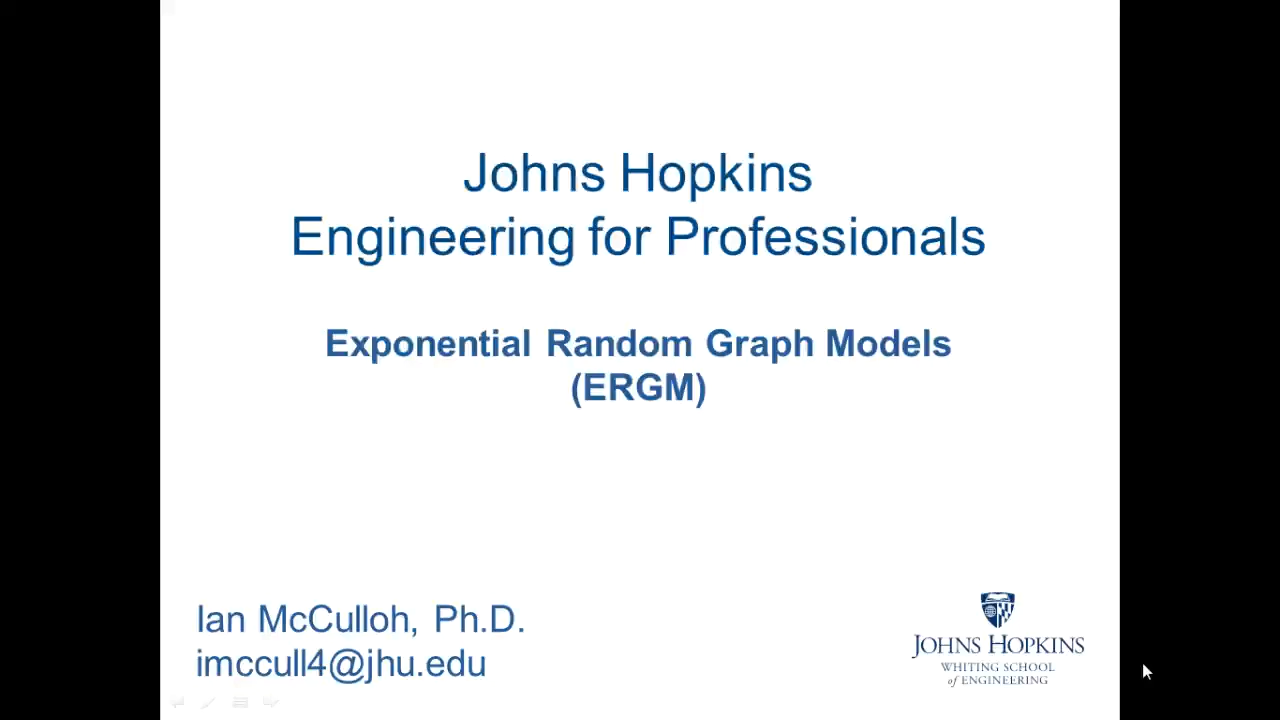 Johns Hopkins
Engineering for Professionals
Exponential Random Graph Models
(ERGM)
Ian McCulloh, Ph.D.
imccull4@jhu.edu
JOHNS HOPKINS
WHITING SCHOOL
of ENGINEERING